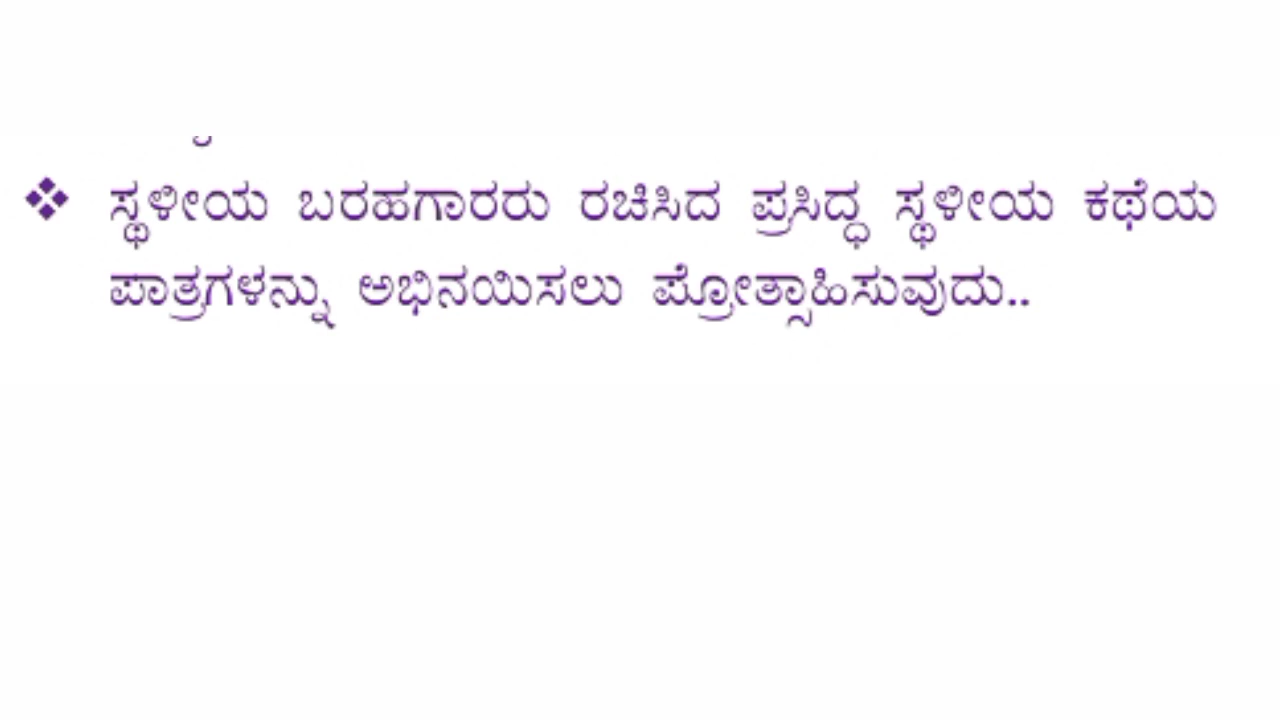 ❖ ಸ್ಥಳೀಯ ಬರಹಗಾರರು ರಚಿಸಿದ ಪ್ರಸಿದ್ಧ ಸ್ಥಳೀಯ ಕಥೆಯ
ಪಾತ್ರಗಳನ್ನು ಅಭಿನಯಿಸಲು ಪ್ರೋತ್ಸಾಹಿಸುವುದು..